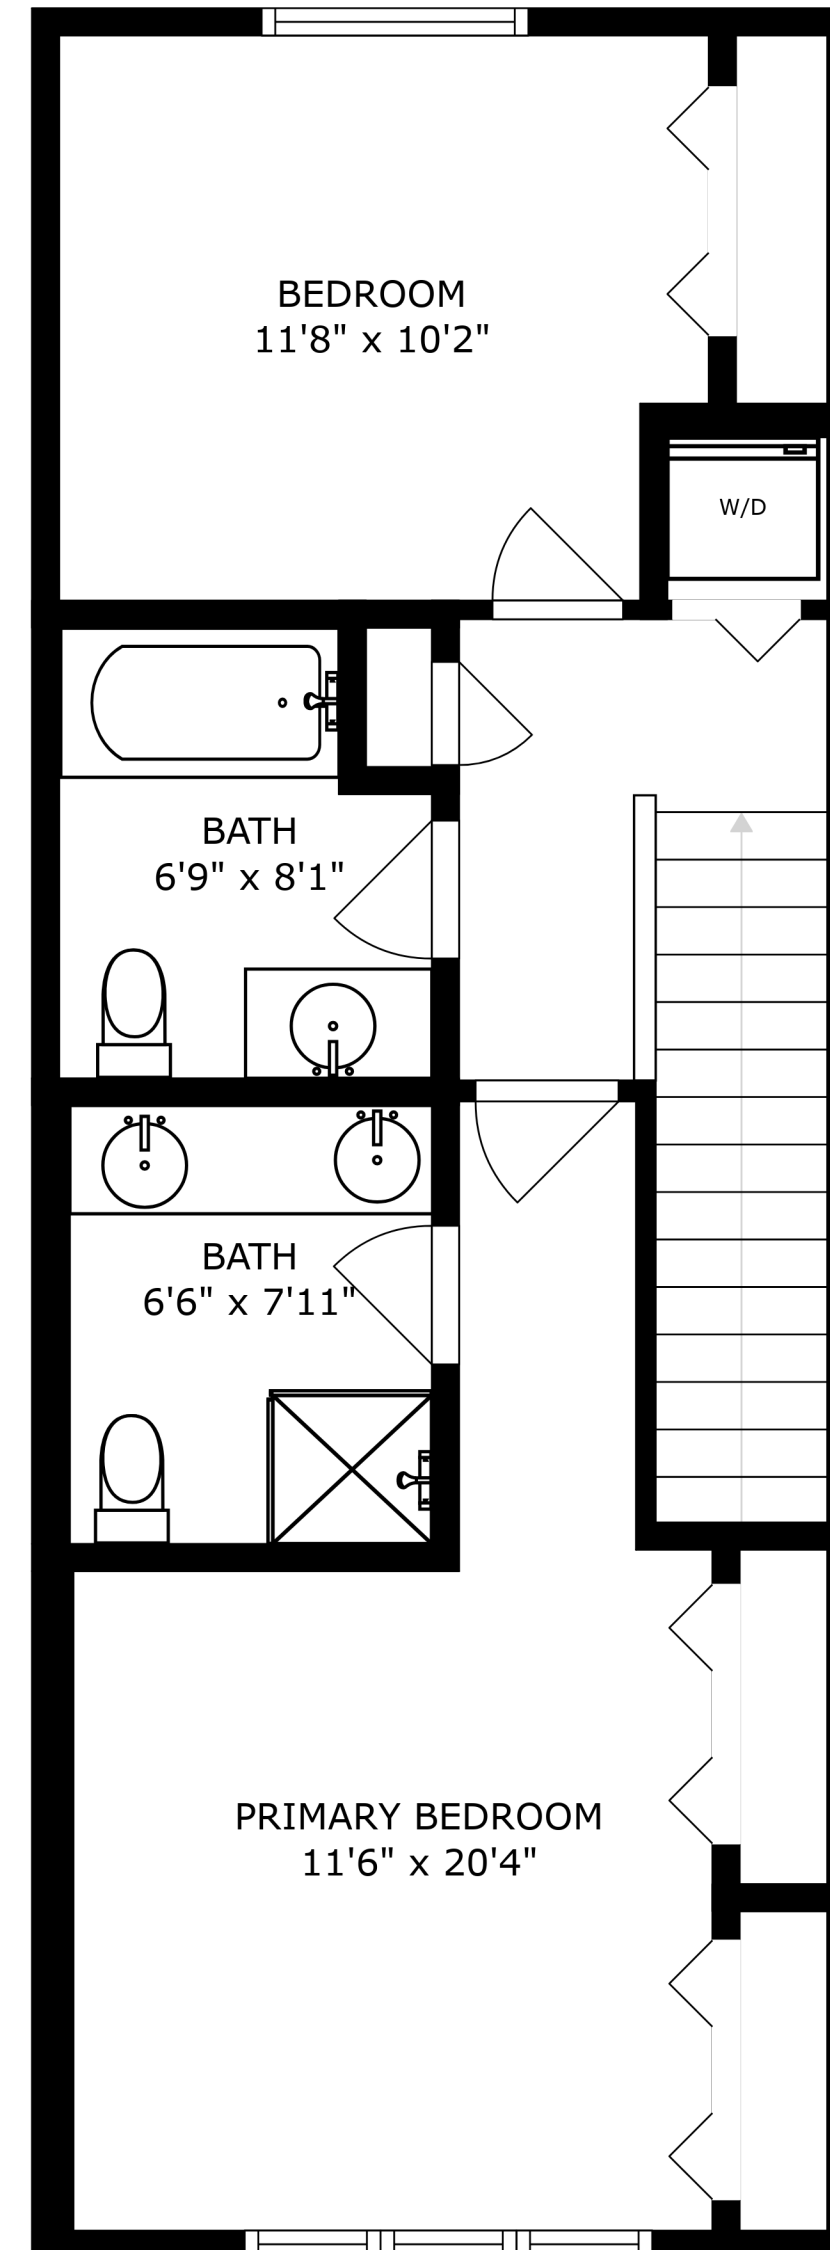 BEDROOM
11'8" x 10'2"
W/D
BATH
6'9" x 8'1"
BATH
6'6" x 7'11"
PRIMARY BEDROOM
11'6" x 20'4"